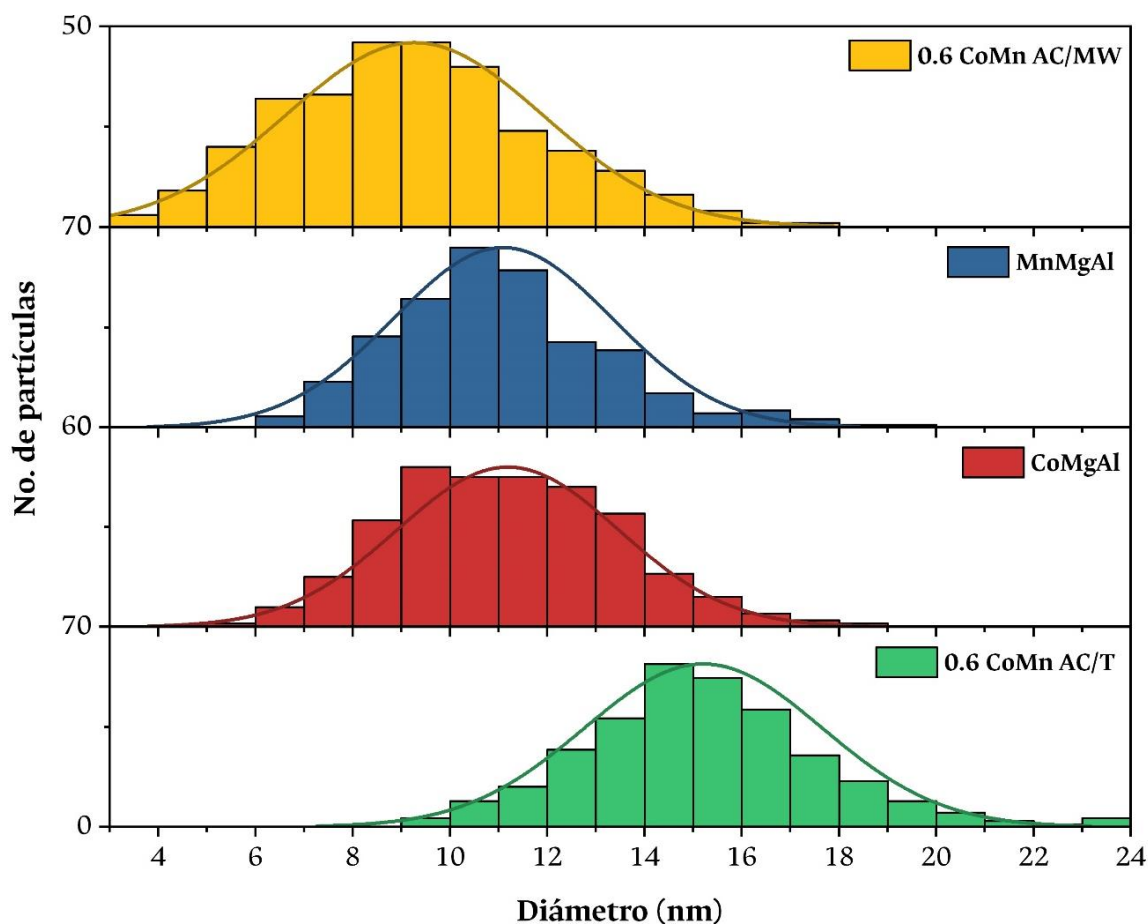 50
0.6 CoMn AC/MW
70
MnMgAl
60
CoMgAl
70
0.6 CoMn AC/T
0
No. de partículas
4 6 8 10 12 14 16 18 20 22 24
Diámetro (nm)